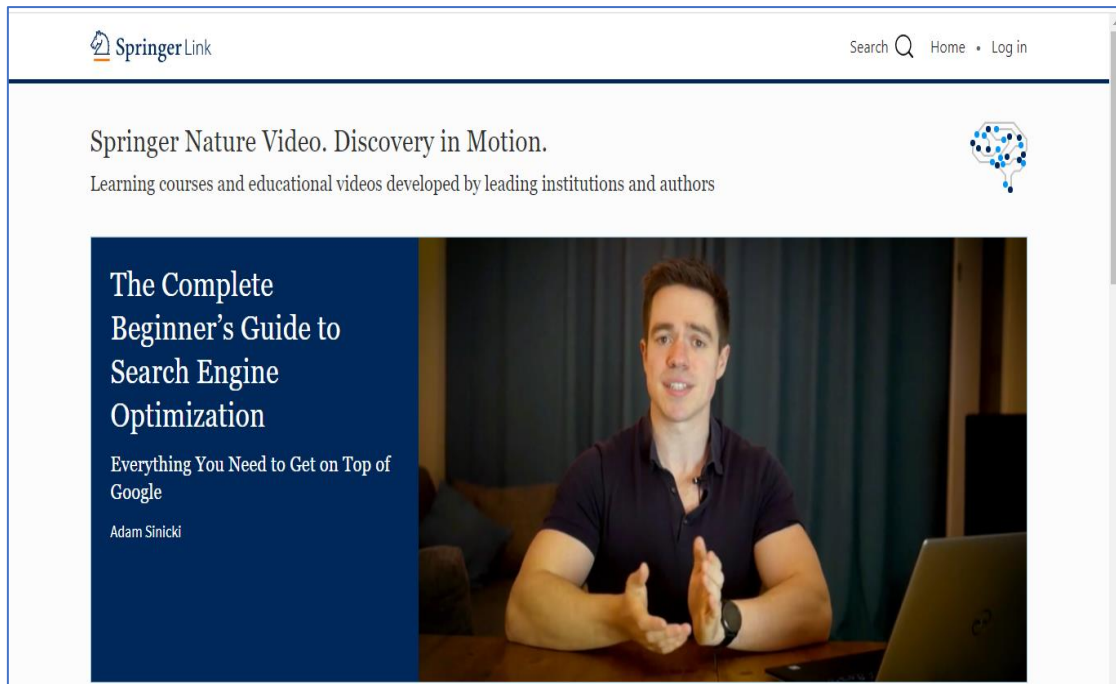 Springer Link
Search Home • Log in
Springer Nature Video. Discovery in Motion.
Learning courses and educational videos developed by leading institutions and authors
The Complete
Beginner’s Guide to
Search Engine
Optimization
Everything You Need to Get on Top of
Google
Adam Sinicki